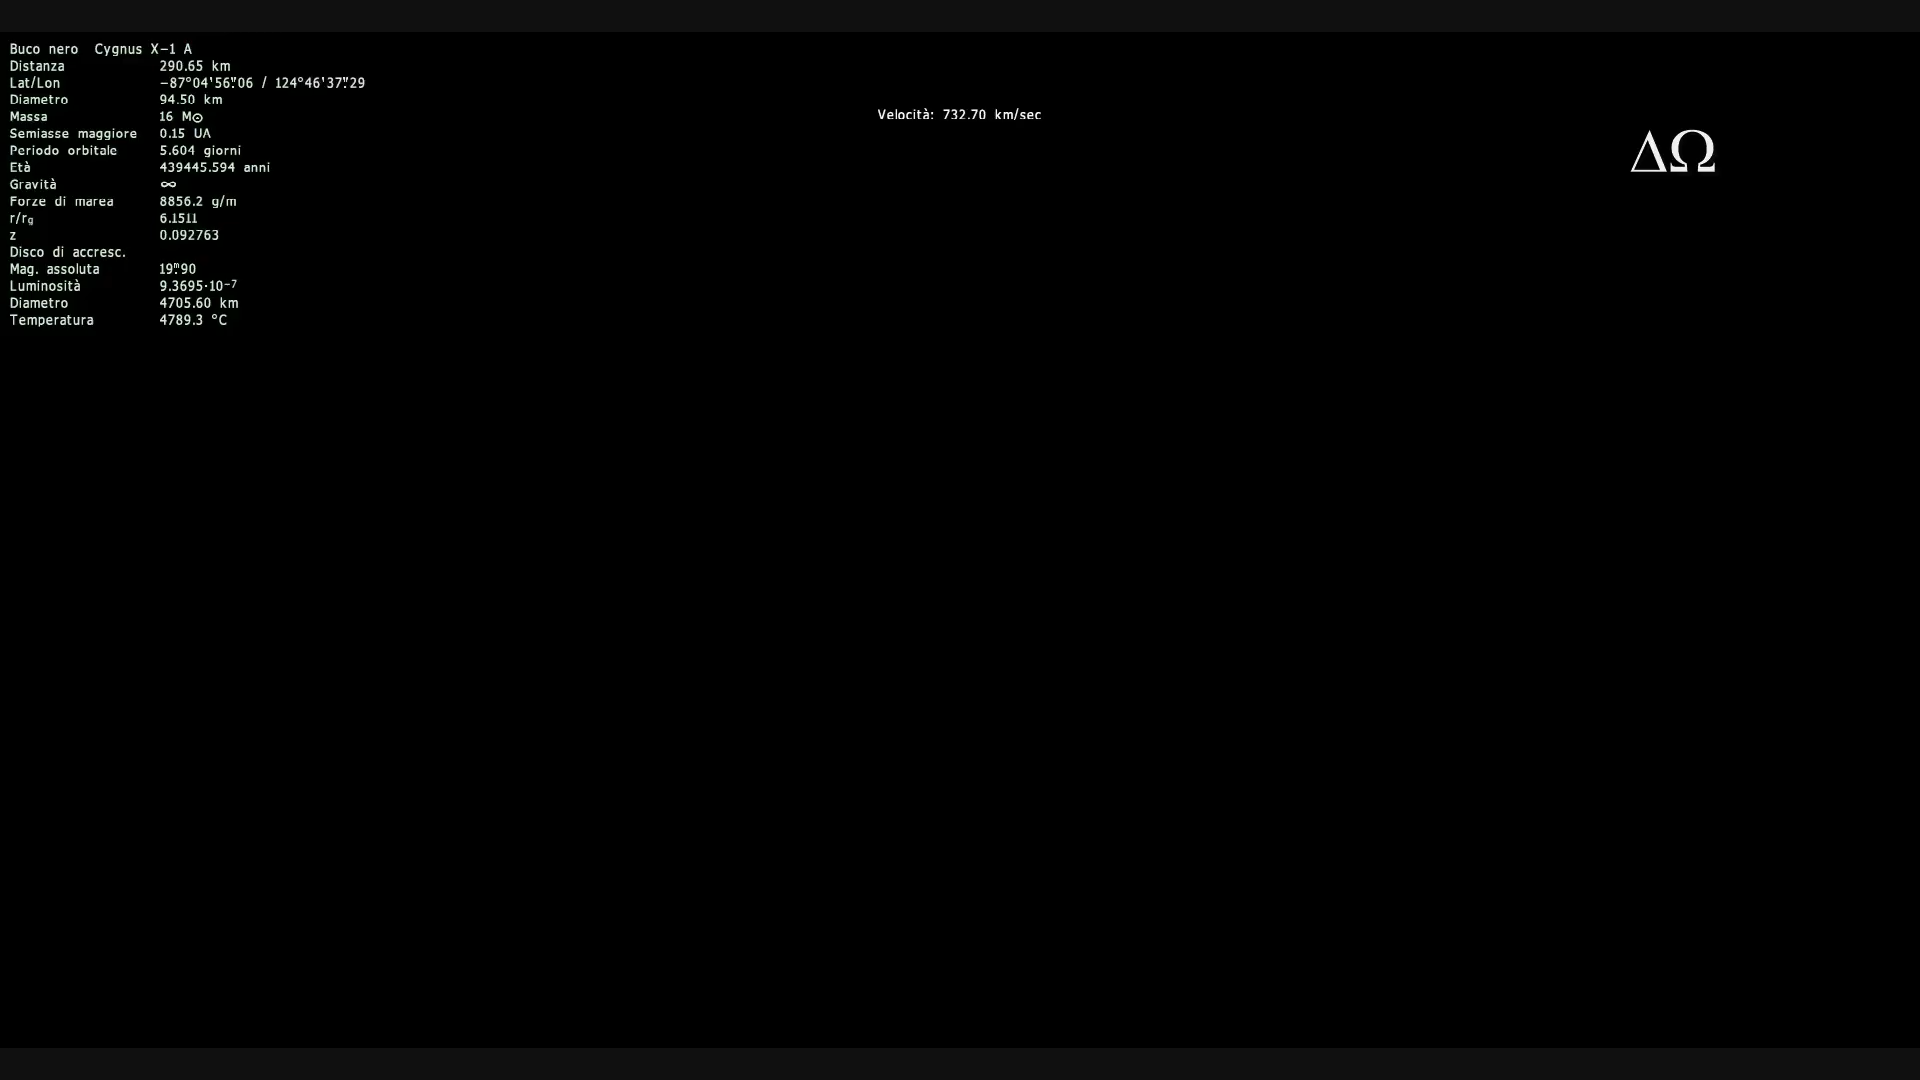 Buco nero  Cygnus X-1 A
Distanza 290.65 km
Lat/Lon -87°04'56"06 / 124°46'37"29
Diametro 94.50 km
Massa 16 M☉
Semiasse maggiore 0.15 UA
Periodo orbitale 5.604 giorni
Età 439445.594 anni
Gravità ∞
Forze di marea 8856.2 g/m
r/rg 6.1511
z 0.092763
Disco di accresc.
Mag. assoluta 19ᵐ.90
Luminosità 9.3695·10⁻⁷
Diametro 4705.60 km
Temperatura 4789.3 °C
Velocità: 732.70 km/sec
ΔΩ